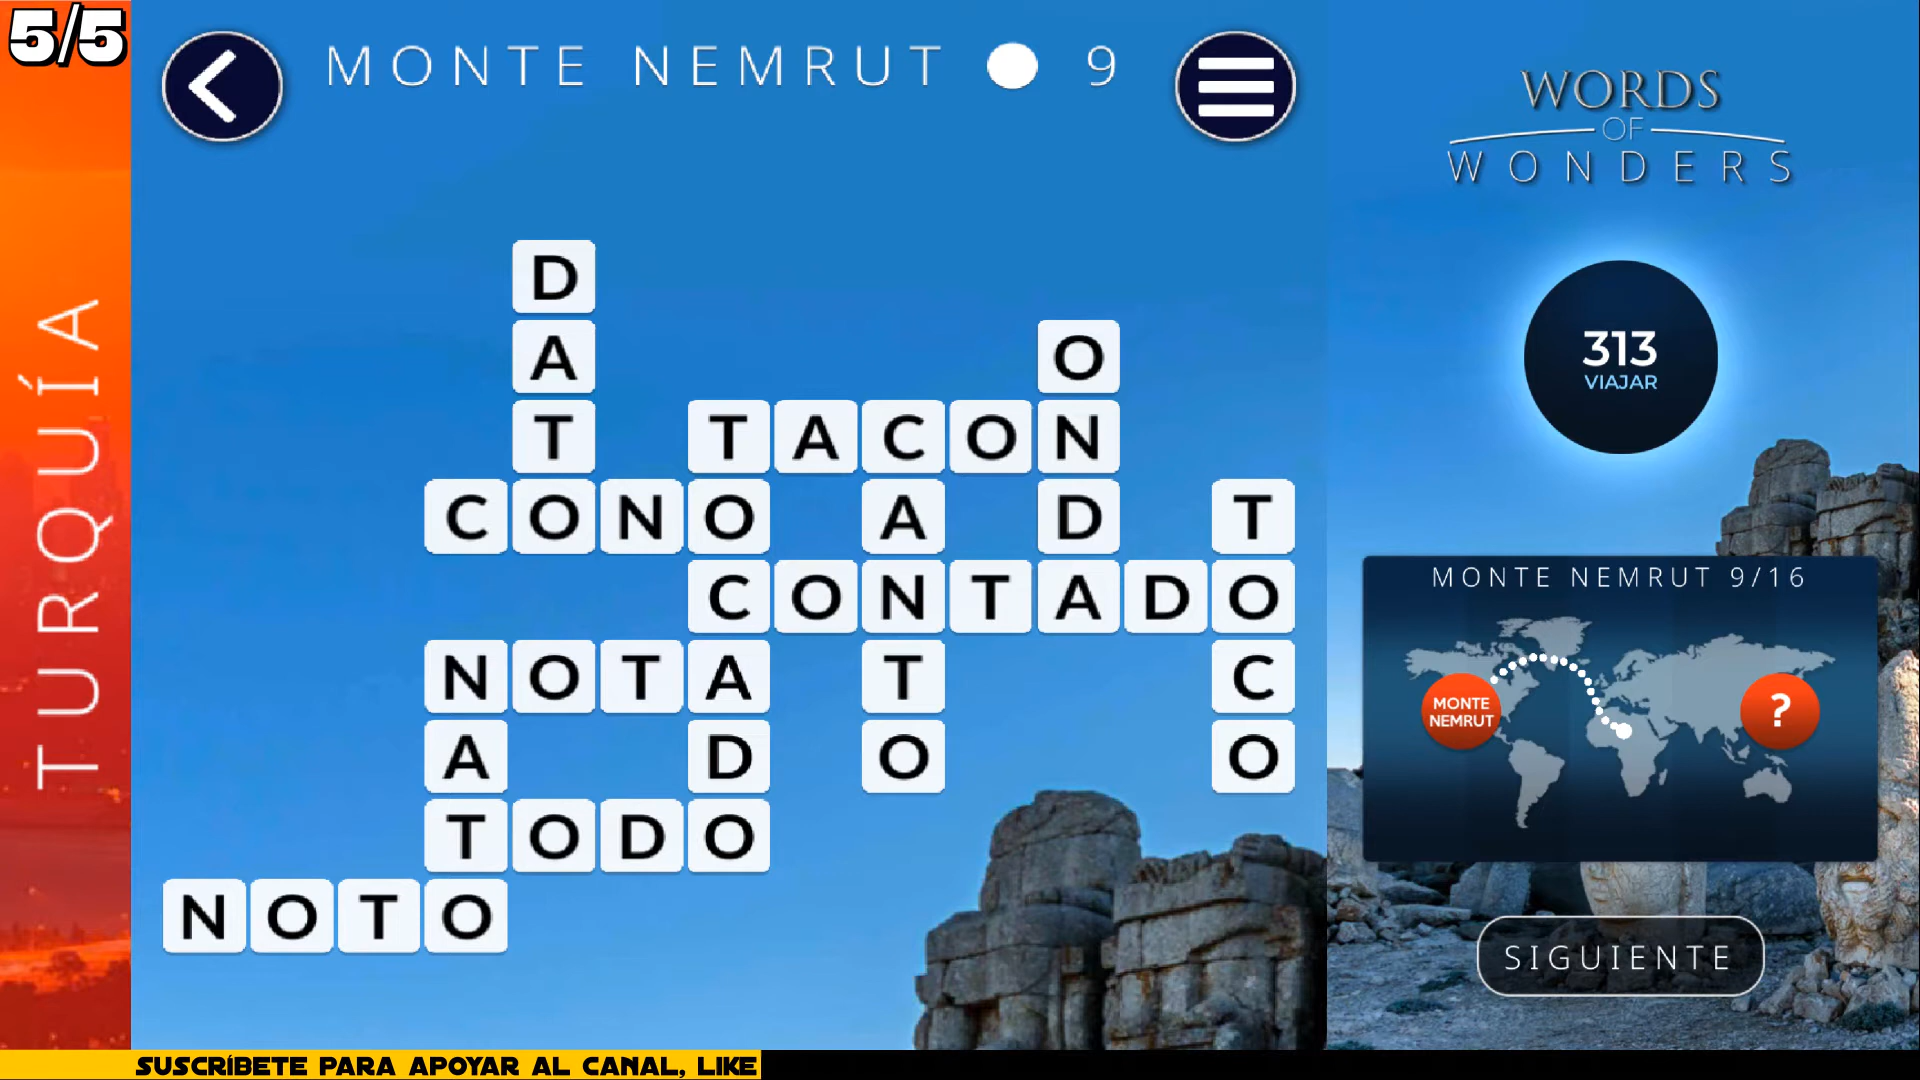 5/5
MONTE NEMRUT 9
TURQUÍA
D
A O
T TACON
CONO A D T
CONTADO
NOTA T C
A D O O
TODO
NOTO
WORDS
OF
WONDERS
313
VIAJAR
MONTE NEMRUT 9/16
MONTE
NEMRUT
?
SIGUIENTE
SUSCRÍBETE PARA APOYAR AL CANAL, LIKE